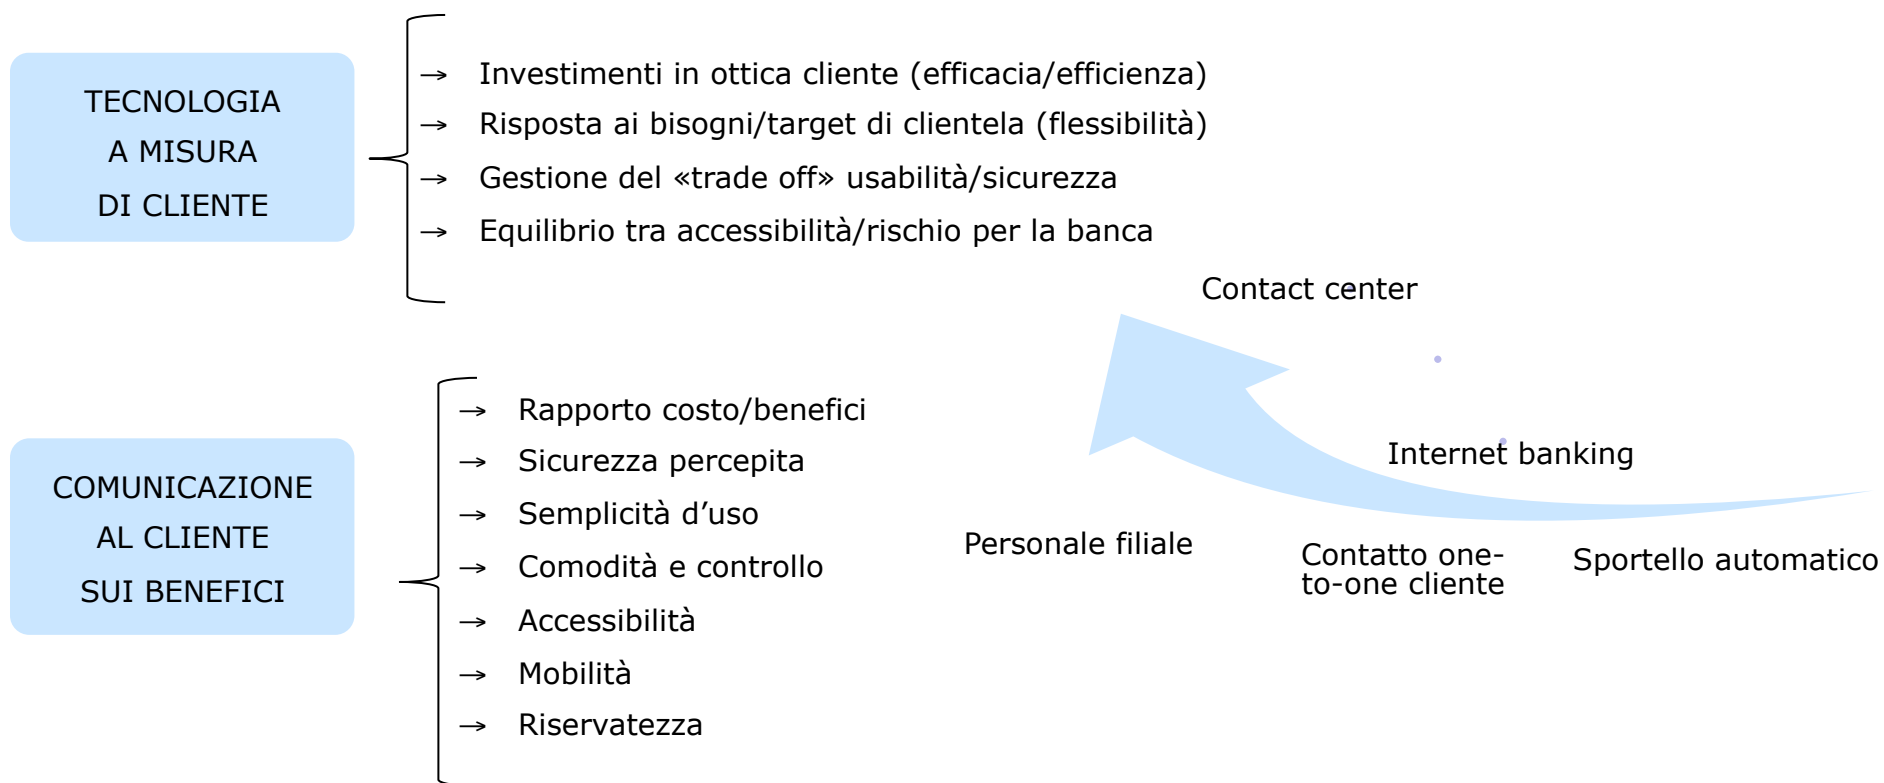 TECNOLOGIA
A MISURA
DI CLIENTE
→ Investimenti in ottica cliente (efficacia/efficienza)
→ Risposta ai bisogni/target di clientela (flessibilità)
→ Gestione del «trade off» usabilità/sicurezza
→ Equilibrio tra accessibilità/rischio per la banca
COMUNICAZIONE
AL CLIENTE
SUI BENEFICI
→ Rapporto costo/benefici
→ Sicurezza percepita
→ Semplicità d’uso
→ Comodità e controllo
→ Accessibilità
→ Mobilità
→ Riservatezza
Contact center
Internet banking
Personale filiale
Contatto one-
to-one cliente
Sportello automatico